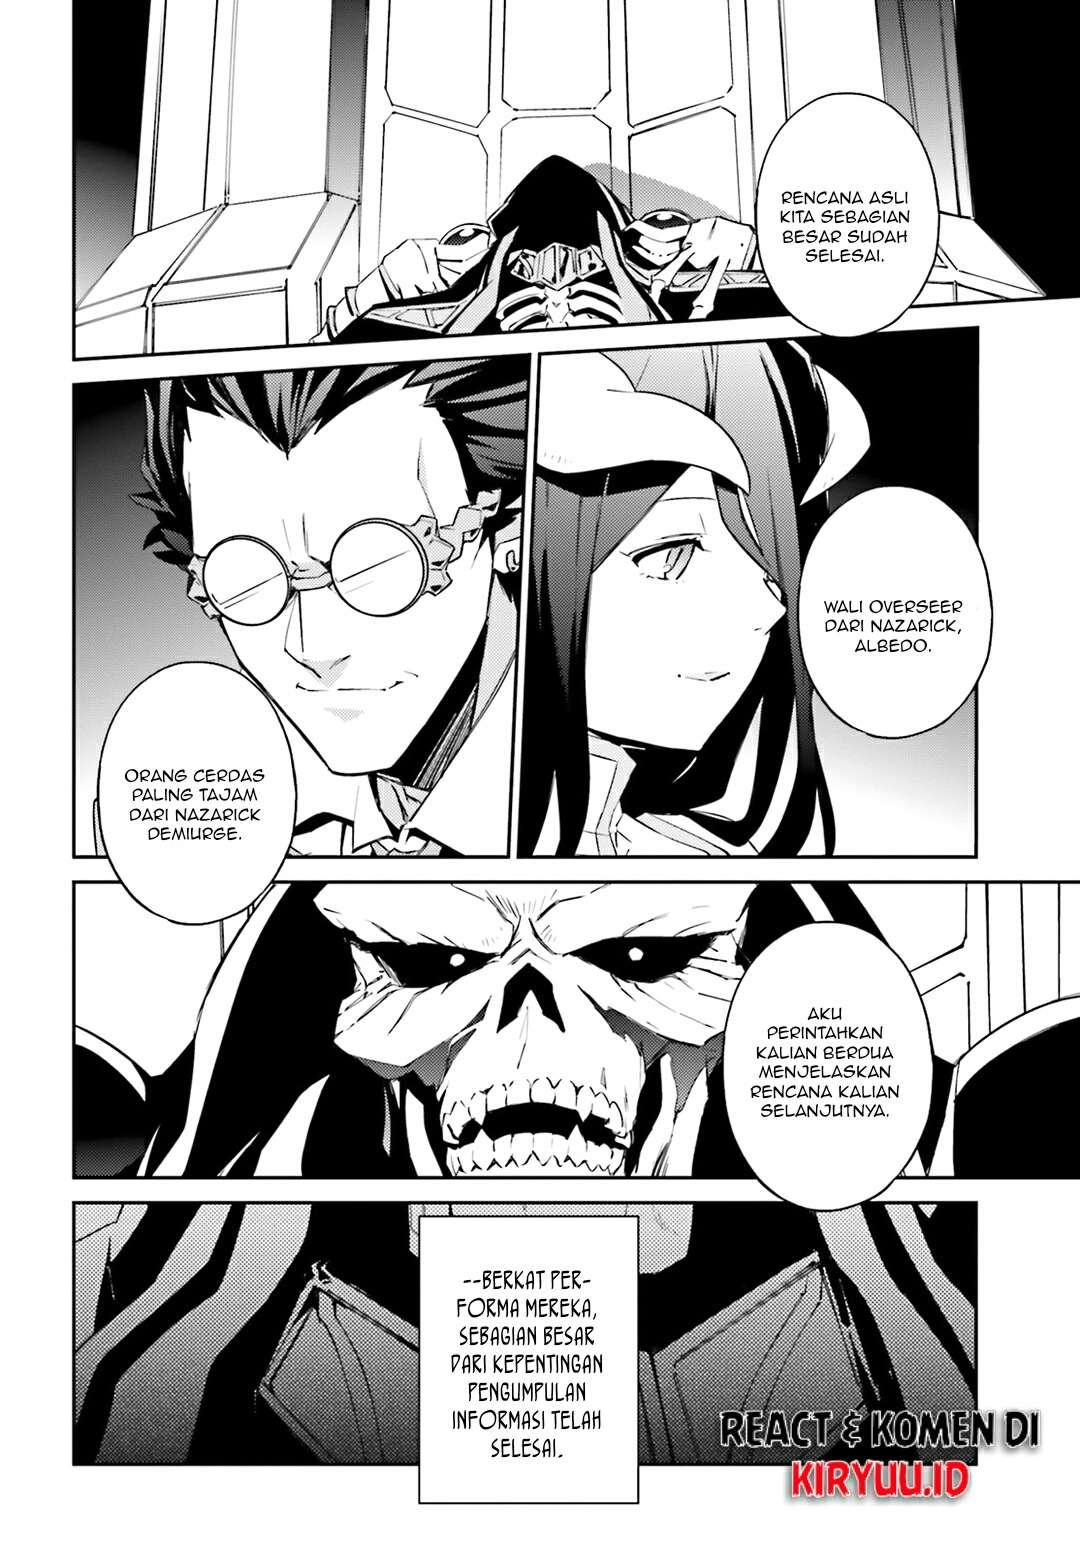 RENCANA ASLI
KITA SEBAGIAN
BESAR SUDAH
SELESAI.
WALI OVERSEER
DARI NAZARICK,
ALBEDO.
ORANG CERDAS
PALING TAJAM
DARI NAZARICK
DEMIURGE.
AKU
PERINTAHKAN
KALIAN BERDUA
MENJELASKAN
RENCANA KALIAN
SELANJUTNYA.
--BERKAT PER-
FORMA MEREKA,
SEBAGIAN BESAR
DARI KEPENTINGAN
PENGUMPULAN
INFORMASI TELAH
SELESAI.
REACT & KOMEN DI
KIRYUU.ID